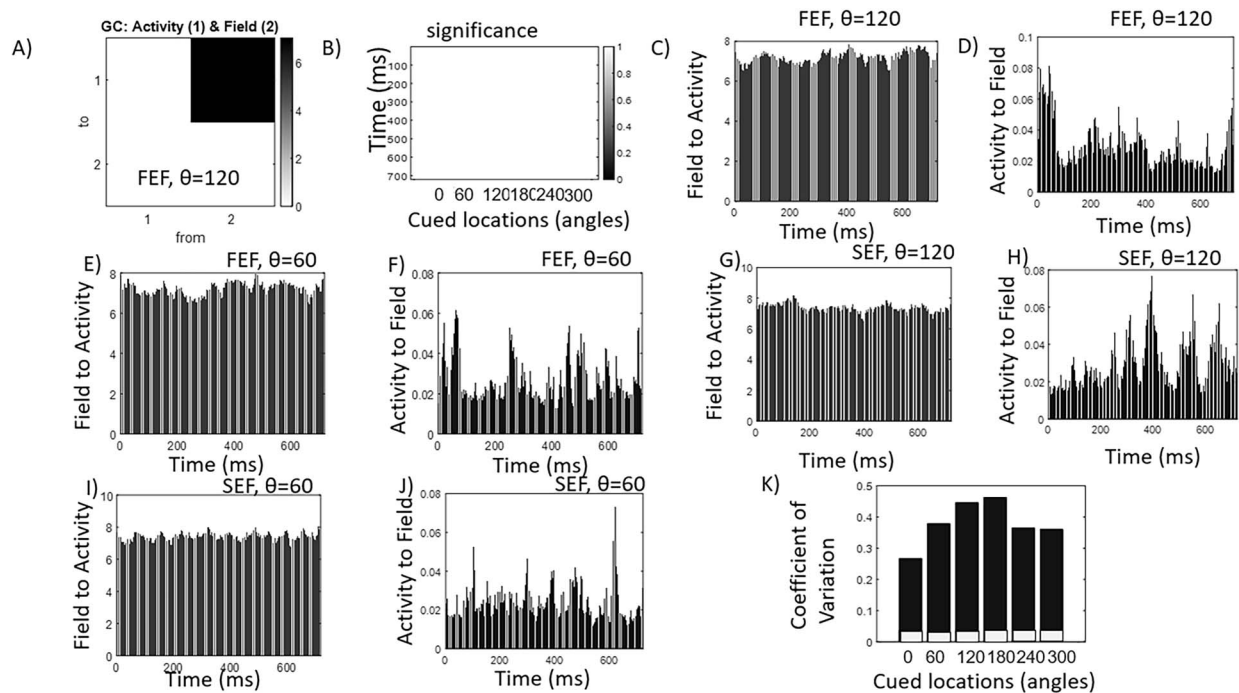 A)
GC: Activity (1) & Field (2)
to
1
2
FEF, θ=120
1 2
from
6
4
2
0
B)
significance
Time (ms)
100
200
300
400
500
600
700
0 60 120 18C 240 300
Cued locations (angles)
1
0.8
0.6
0.4
0.2
0
C)
FEF, θ=120
Field to Activity
8
6
4
2
0
0 200 400 600
Time (ms)
D)
FEF, θ=120
Activity to Field
0.1
0.08
0.06
0.04
0.02
0
0 200 400 600
Time (ms)
E)
FEF, θ=60
Field to Activity
8
6
4
2
0
0 200 400 600
Time (ms)
F)
FEF, θ=60
Activity to Field
0.08
0.06
0.04
0.02
0
0 200 400 600
Time (ms)
G)
SEF, θ=120
Field to Activity
10
8
6
4
2
0
0 200 400 600
Time (ms)
H)
SEF, θ=120
Activity to Field
0.08
0.06
0.04
0.02
0
0 200 400 600
Time (ms)
I)
SEF, θ=60
Field to Activity
10
8
6
4
2
0
0 200 400 600
Time (ms)
J)
SEF, θ=60
Activity to Field
0.08
0.06
0.04
0.02
0
0 200 400 600
Time (ms)
K)
Coefficient of
Variation
0.5
0.4
0.3
0.2
0.1
0
0 60 120 180 240 300
Cued locations (angles)